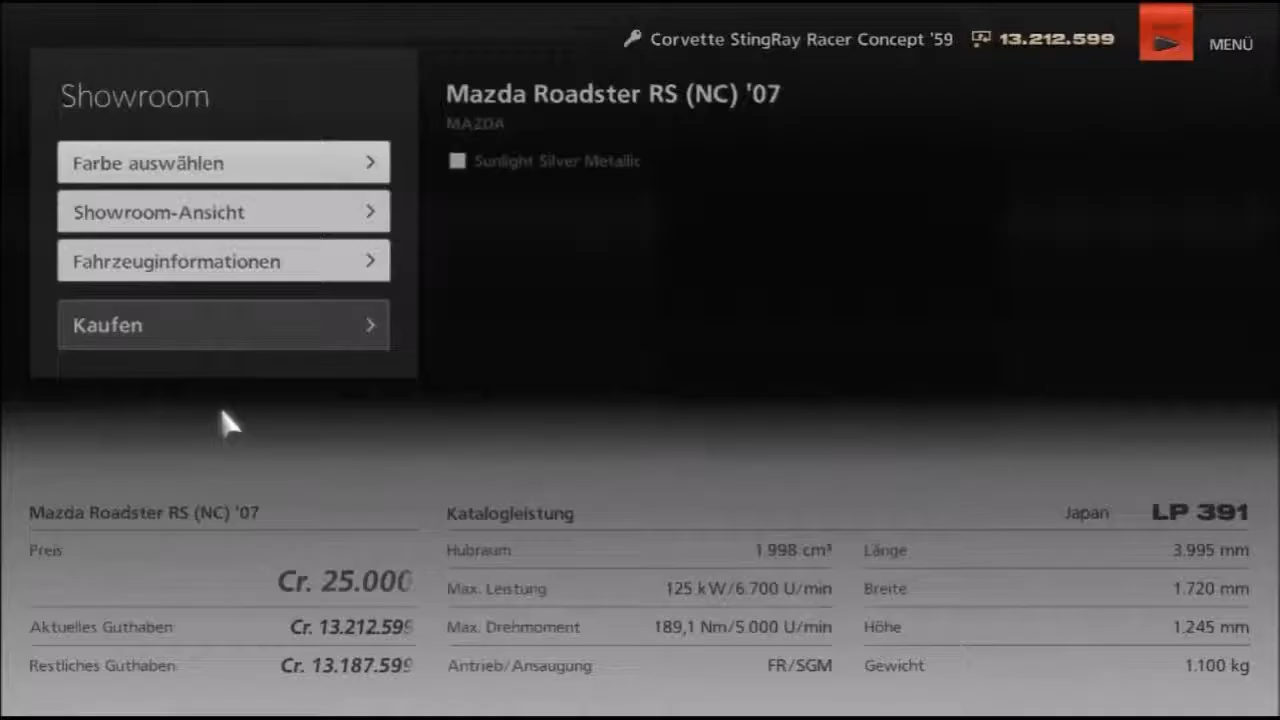 Corvette StingRay Racer Concept '59 13.212.599 MENÜ
Showroom
Farbe auswählen
Showroom-Ansicht
Fahrzeuginformationen
Kaufen
Mazda Roadster RS (NC) '07
MAZDA
Sunlight Silver Metallic
Mazda Roadster RS (NC) '07
Preis
Cr. 25.000
Aktuelles Guthaben Cr. 13.212.599
Restliches Guthaben Cr. 13.187.599
Katalogleistung Japan LP 391
Hubraum 1.998 cm³ Länge 3.995 mm
Max. Leistung 125 kW/6.700 U/min Breite 1.720 mm
Max. Drehmoment 189,1 Nm/5.000 U/min Höhe 1.245 mm
Antrieb/Ansaugung FR/SGM Gewicht 1.100 kg